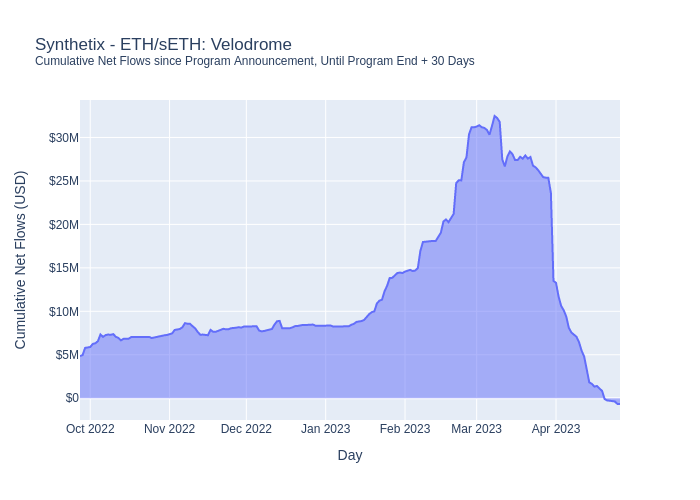 Synthetix - ETH/sETH: Velodrome
Cumulative Net Flows since Program Announcement, Until Program End + 30 Days
Cumulative Net Flows (USD)
$30M
$25M
$20M
$15M
$10M
$5M
$0
Oct 2022 Nov 2022 Dec 2022 Jan 2023 Feb 2023 Mar 2023 Apr 2023
Day